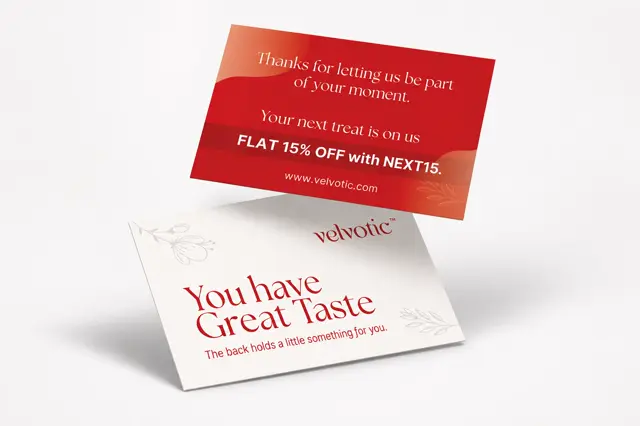 Thanks for letting us be part
of your moment.
Your next treat is on us
FLAT 15% OFF with NEXT15.
www.velvotic.com
velvotic™
You have
Great Taste
The back holds a little something for you.